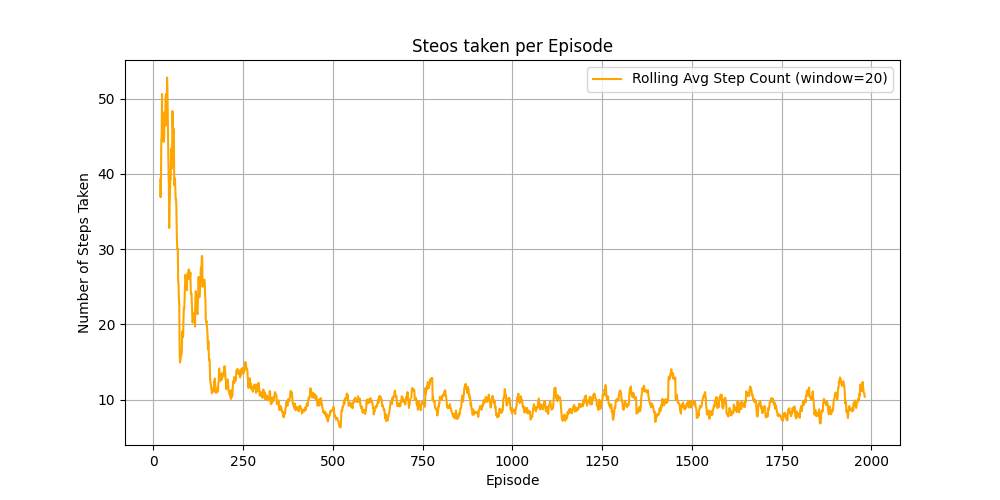 Steos taken per Episode
Rolling Avg Step Count (window=20)
Number of Steps Taken
50
40
30
20
10
0 250 500 750 1000 1250 1500 1750 2000
Episode